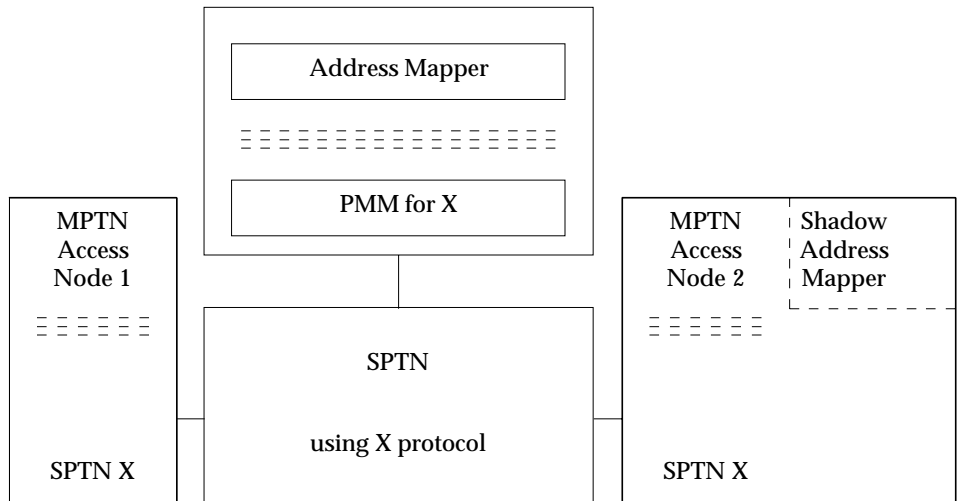 Address Mapper
PMM for X
MPTN
Access
Node 1
SPTN X
SPTN
using X protocol
MPTN
Access
Node 2
Shadow
Address
Mapper
SPTN X